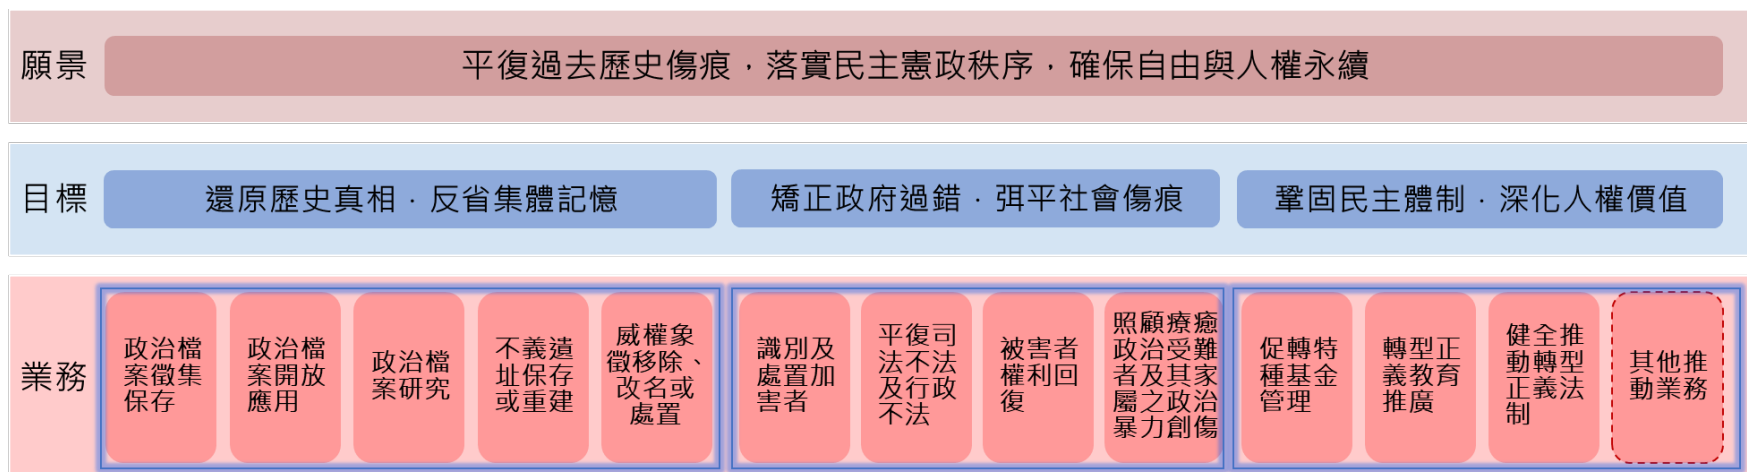 願景
平復過去歷史傷痕，落實民主憲政秩序，確保自由與人權永續
目標
還原歷史真相．反省集體記憶
矯正政府過錯．弭平社會傷痕
鞏固民主體制．深化人權價值
業務
政治檔
案徵集
保存
政治檔
案開放
應用
政治檔
案研究
不義遺
址保存
或重建
威權象
徵移除、
改名或
處置
識別及
處置加
害者
平復司
法不法
及行政
不法
被害者
權利回
復
照顧療癒
政治受難
者及其家
屬之政治
暴力創傷
促轉特
種基金
管理
轉型正
義教育
推廣
健全推
動轉型
正義法
制
其他推
動業務